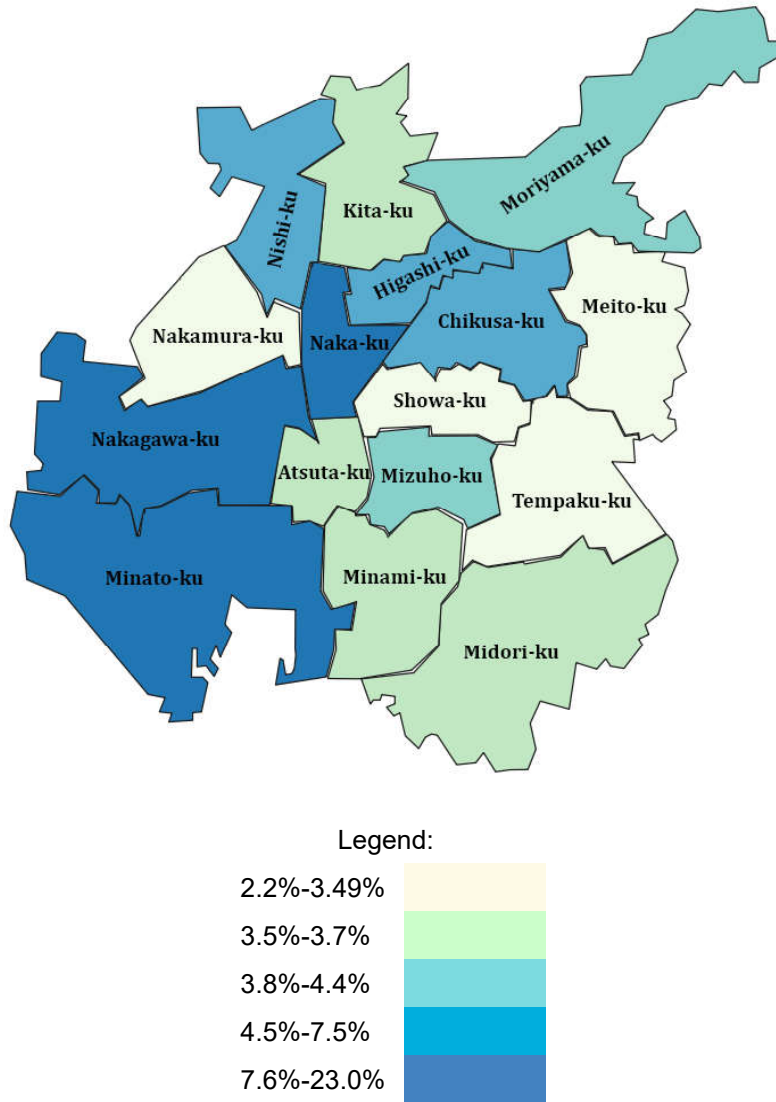 Moriyama-ku
Kita-ku
Nishi-ku
Higashi-ku
Meito-ku
Chikusa-ku
Nakamura-ku
Naka-ku
Showa-ku
Nakagawa-ku
Atsuta-ku
Mizuho-ku
Tempaku-ku
Minato-ku
Minami-ku
Midori-ku
Legend:
2.2%-3.49%
3.5%-3.7%
3.8%-4.4%
4.5%-7.5%
7.6%-23.0%